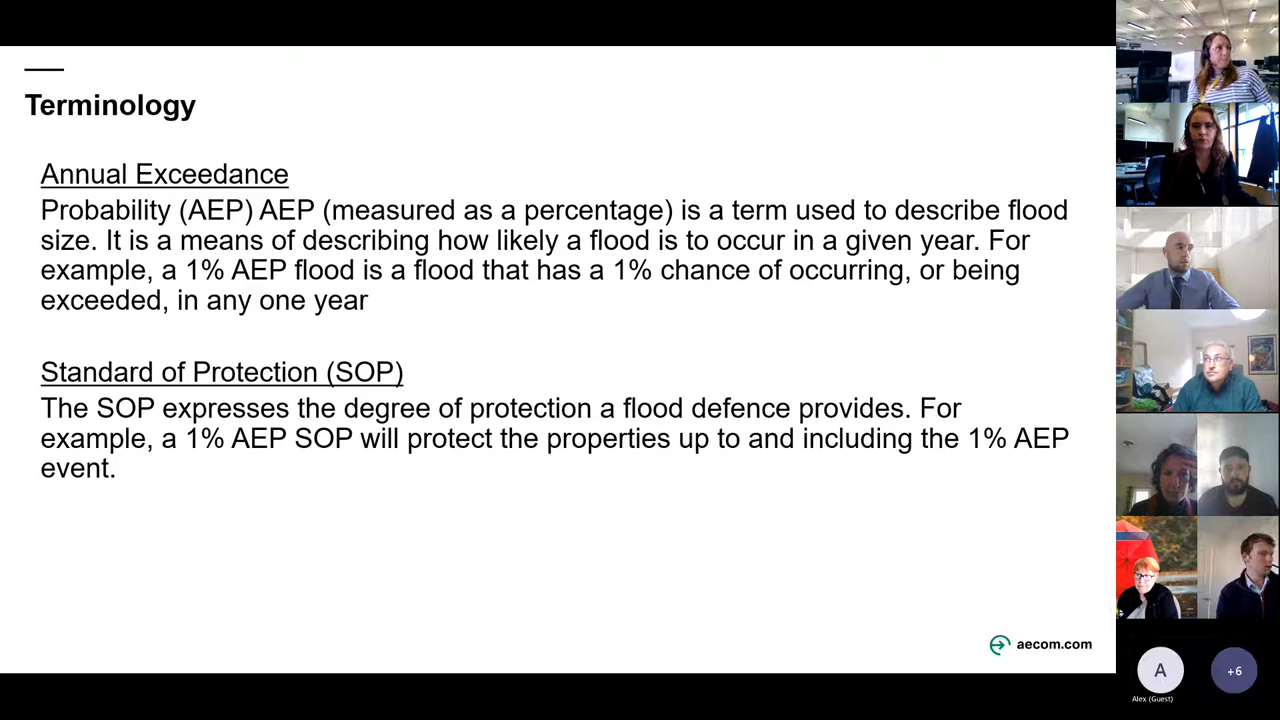 Terminology
Annual Exceedance
Probability (AEP) AEP (measured as a percentage) is a term used to describe flood
size. It is a means of describing how likely a flood is to occur in a given year. For
example, a 1% AEP flood is a flood that has a 1% chance of occurring, or being
exceeded, in any one year
Standard of Protection (SOP)
The SOP expresses the degree of protection a flood defence provides. For
example, a 1% AEP SOP will protect the properties up to and including the 1% AEP
event.
aecom.com
A
+6
Alex (Guest)